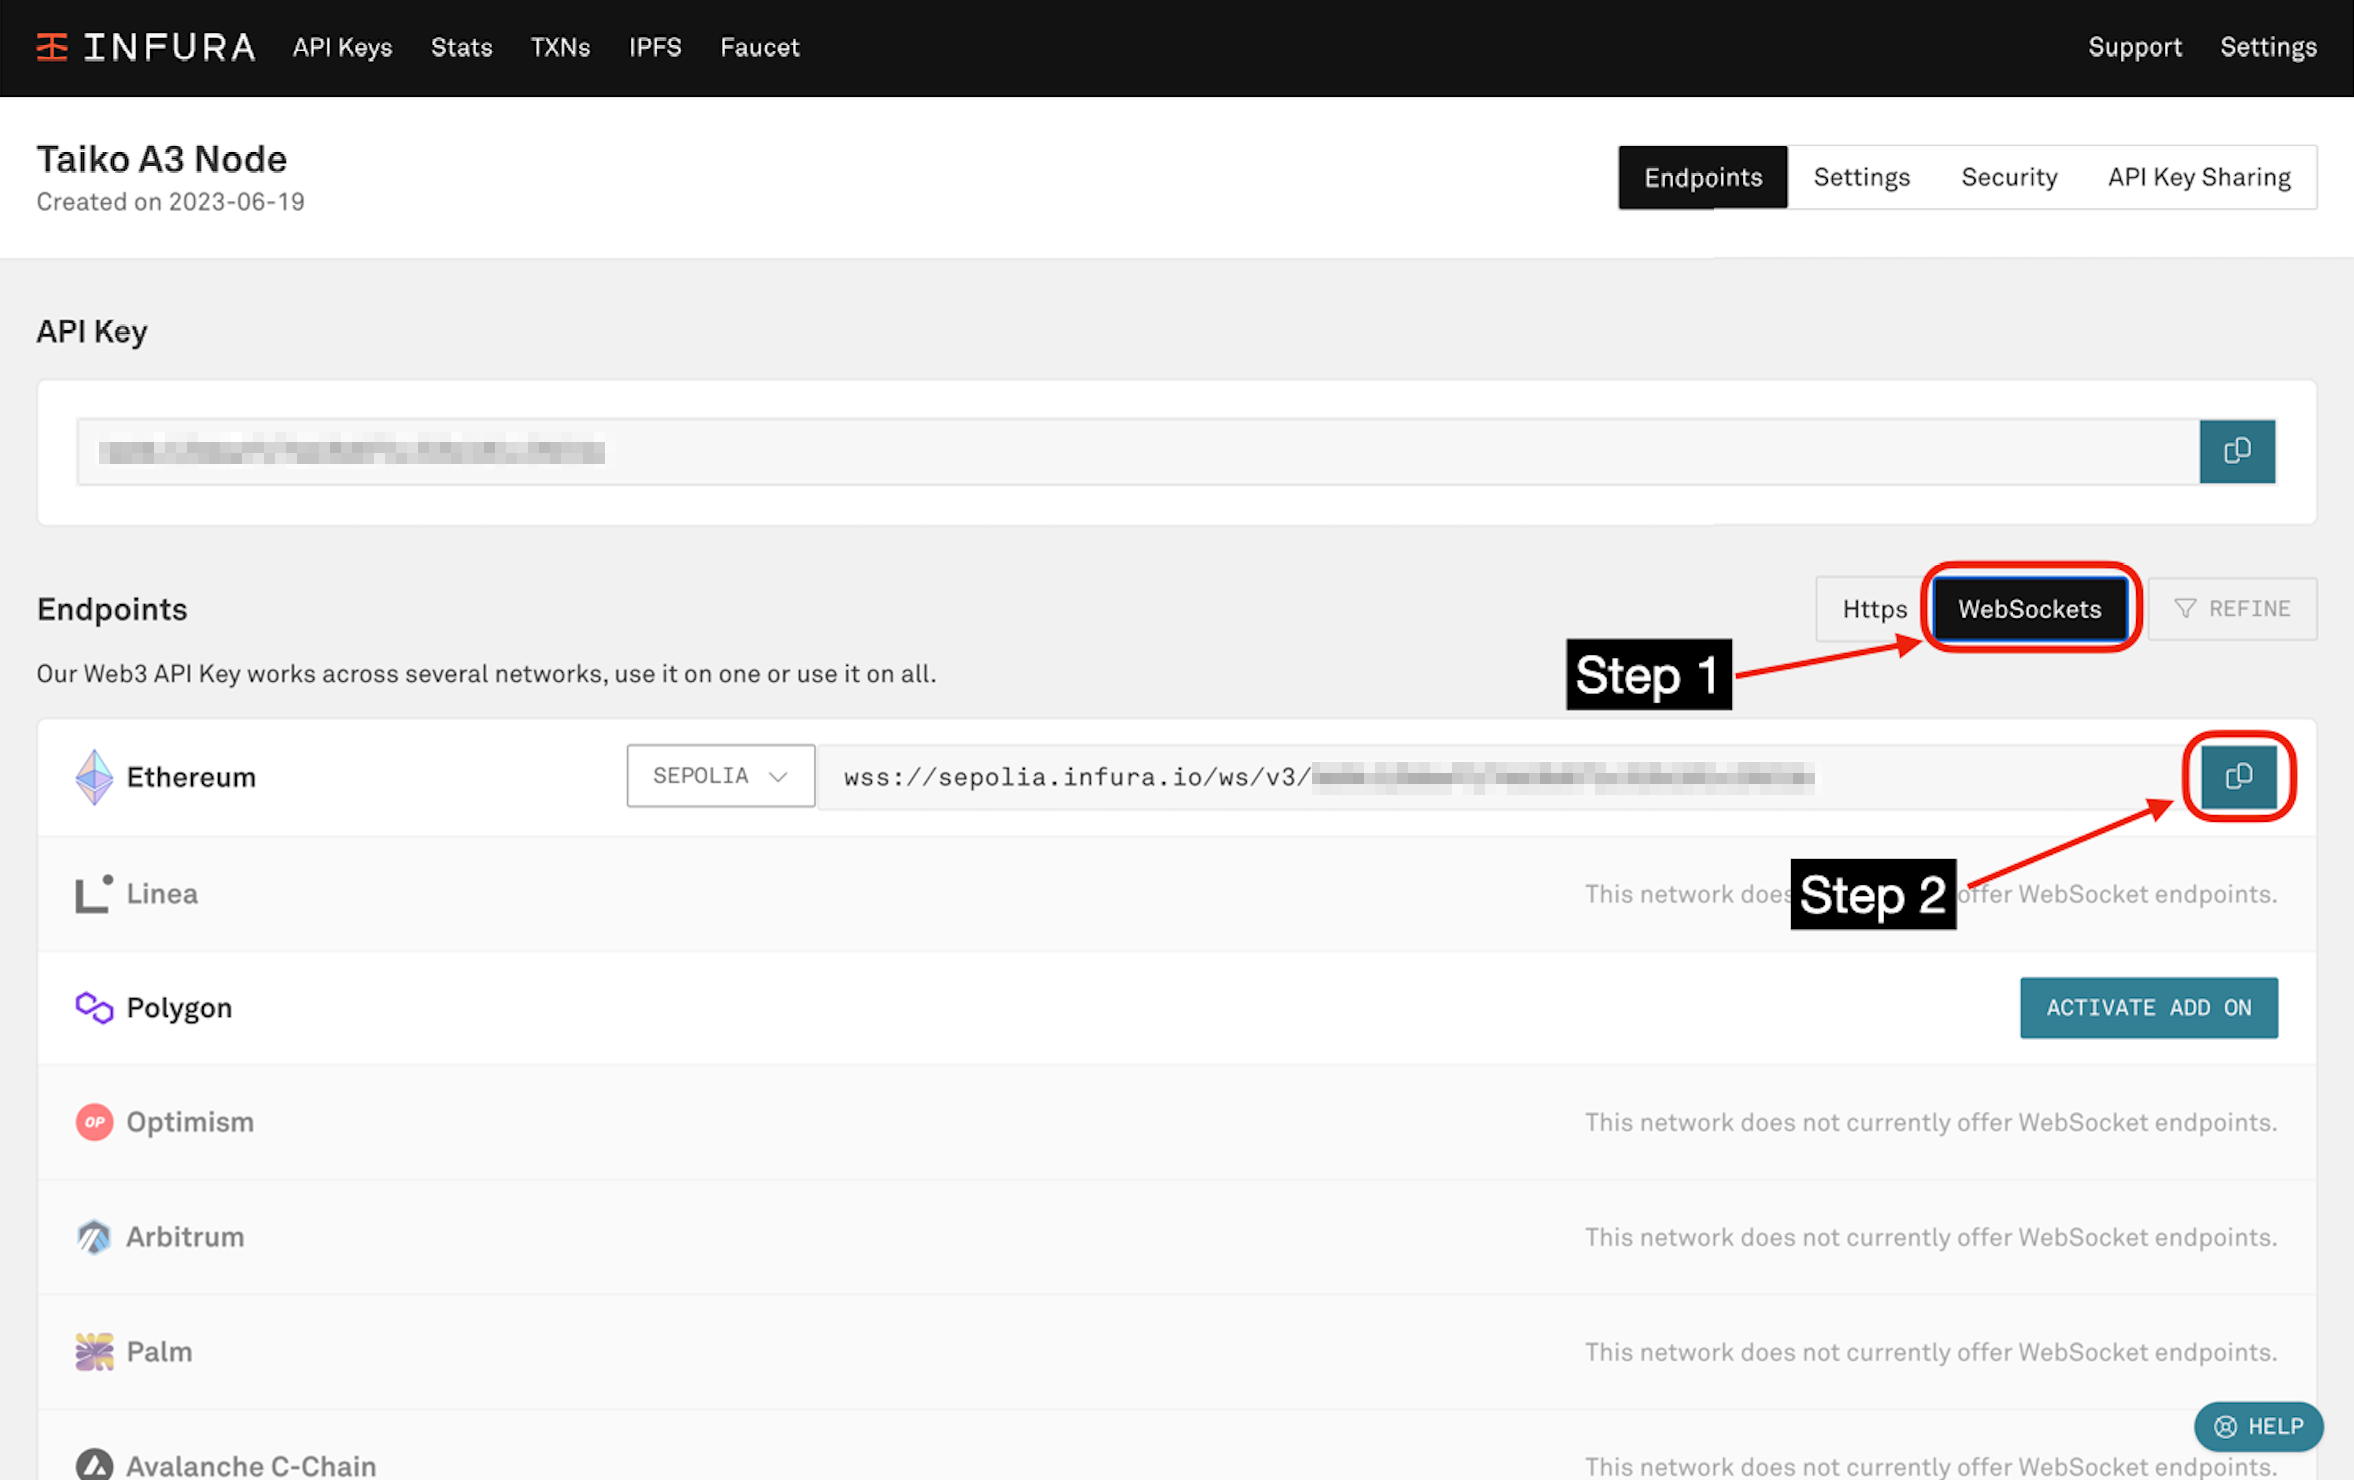 INFURA API Keys Stats TXNs IPFS Faucet Support Settings
Taiko A3 Node
Created on 2023-06-19
Endpoints Settings Security API Key Sharing
API Key
Endpoints
Https WebSockets REFINE
Step 1
Our Web3 API Key works across several networks, use it on one or use it on all.
Ethereum SEPOLIA wss://sepolia.infura.io/ws/v3/
Linea This network does offer WebSocket endpoints.
Step 2
Polygon ACTIVATE ADD ON
OP Optimism This network does not currently offer WebSocket endpoints.
Arbitrum This network does not currently offer WebSocket endpoints.
Palm This network does not currently offer WebSocket endpoints.
HELP
Avalanche C-Chain This network does not currently offer WebSocket endpoints.